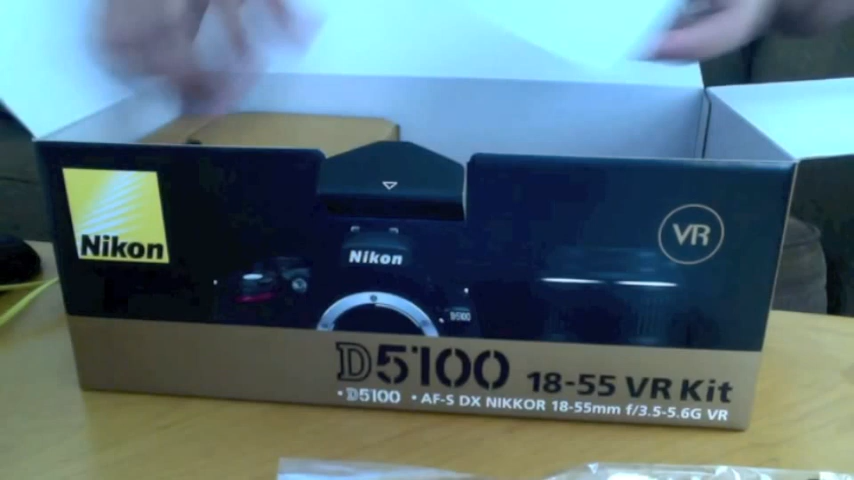 Nikon
VR
Nikon
D5100
D5100 18-55 VR Kit
• D5100 • AF-S DX NIKKOR 18-55mm f/3.5-5.6G VR